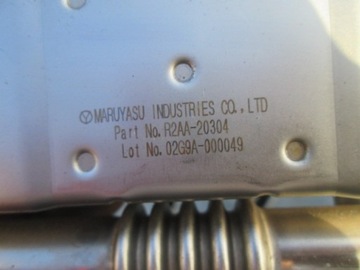 MARUYASU INDUSTRIES CO.,LTD
Part No.R2AA-20304
Lot No.02G9A-000049